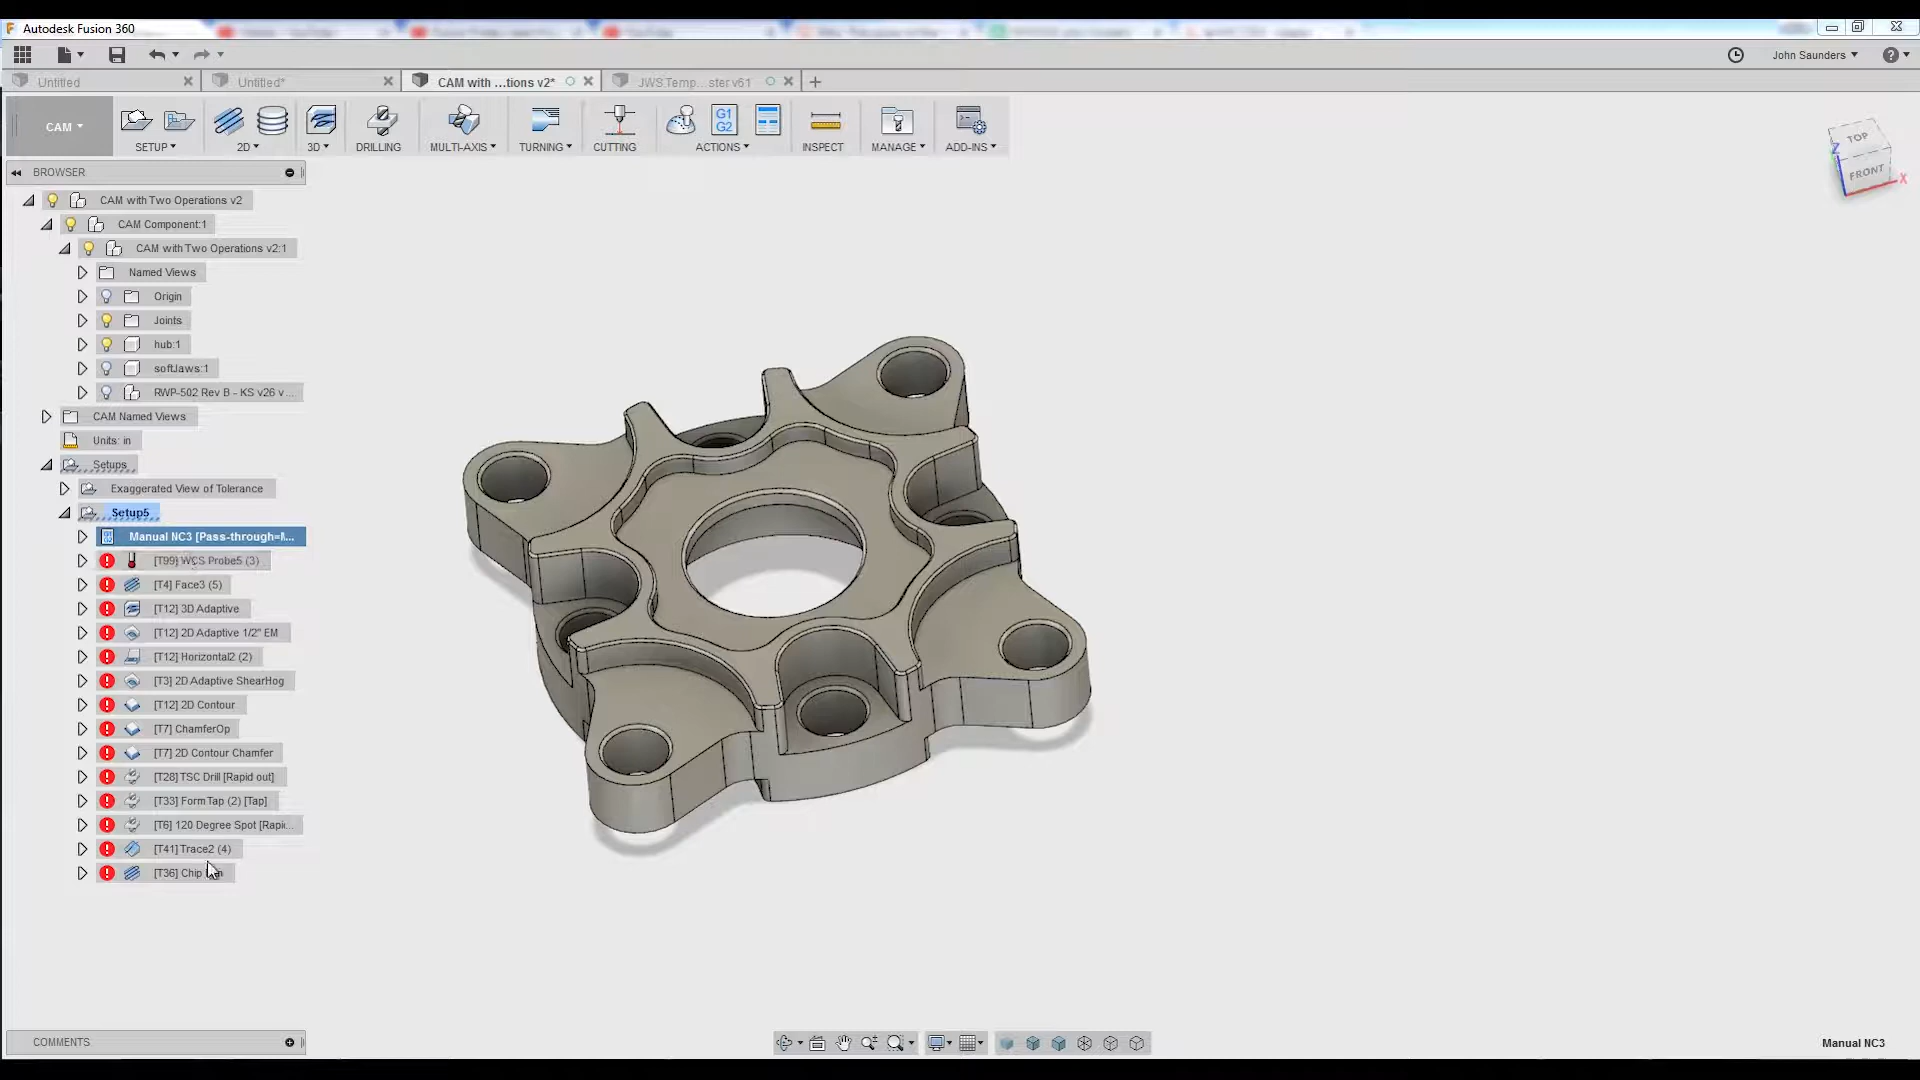 Autodesk Fusion 360
John Saunders
Untitled
Untitled*
CAM with ...tions v2*
JWS.Temp...ster v61
CAM
SETUP
2D
3D
DRILLING
MULTI-AXIS
TURNING
CUTTING
G1
G2
ACTIONS
INSPECT
MANAGE
ADD-INS
TOP
FRONT
Z
X
BROWSER
CAM with Two Operations v2
CAM Component:1
CAM with Two Operations v2:1
Named Views
Origin
Joints
hub:1
softJaws:1
RWP-502 Rev B - KS v26 v...
CAM Named Views
Units: in
Setups
Exaggerated View of Tolerance
Setup5
Manual NC3 [Pass-through=M...
[T99] WCS Probe5 (3)
[T4] Face3 (5)
[T12] 3D Adaptive
[T12] 2D Adaptive 1/2" EM
[T12] Horizontal2 (2)
[T3] 2D Adaptive ShearHog
[T12] 2D Contour
[T7] ChamferOp
[T7] 2D Contour Chamfer
[T28] TSC Drill [Rapid out]
[T33] Form Tap (2) [Tap]
[T6] 120 Degree Spot [Rapi...
[T41] Trace2 (4)
[T36] Chip
COMMENTS
Manual NC3